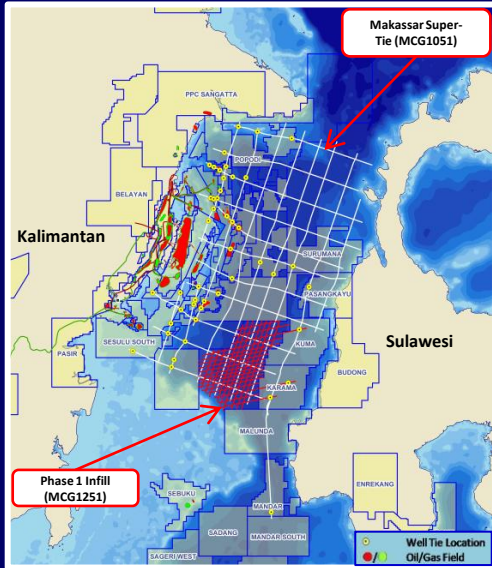 Makassar Super-
Tie (MCG1051)
PPC SANGATTA
POPODI
BELAYAN
Kalimantan
SURUMANA
PASANGKAYU
Sulawesi
SESULU SOUTH
KUMA
PASIR
BUDONG
KARAMA
MALUNDA
Phase 1 Infill
(MCG1251)
ENREKANG
SEBUKU
MANDAR
SADANG
MANDAR SOUTH
SAGERI WEST
Well Tie Location
/
Oil/Gas Field